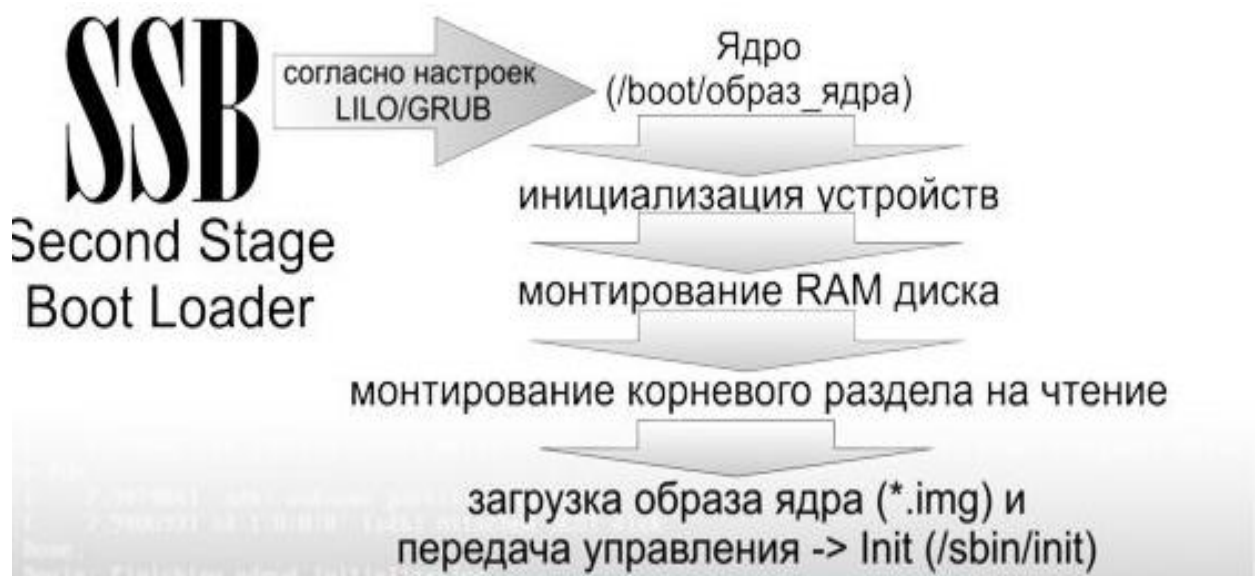 SSB
Second Stage
Boot Loader
согласно настроек
LILO/GRUB
Ядро
(/boot/образ_ядра)
инициализация устройств
монтирование RAM диска
монтирование корневого раздела на чтение
загрузка образа ядра (*.img) и
передача управления -> Init (/sbin/init)